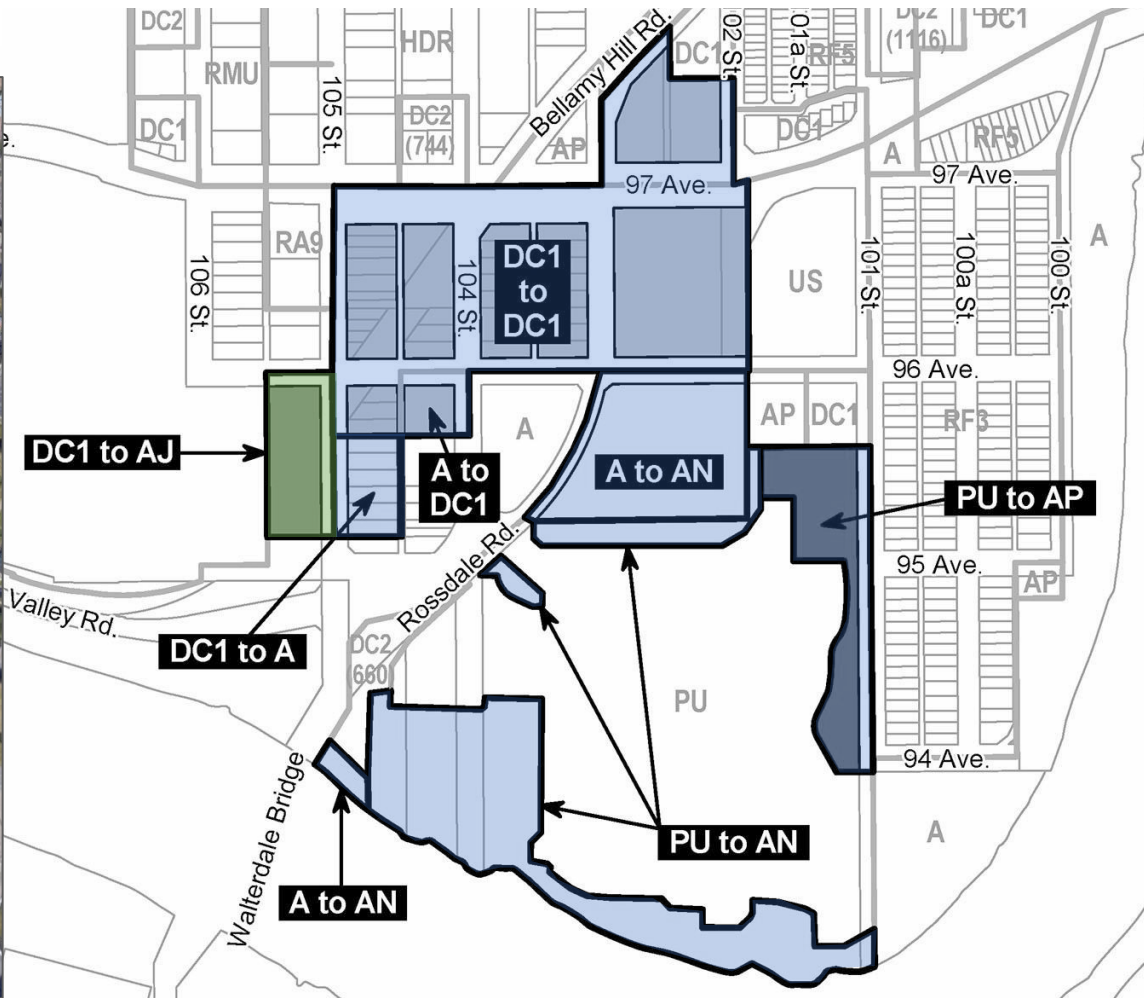 DC2
HDR
Bellamy Hill Rd.
DC1
102 St.
101a St.
RF5
DC2
(1116)
DC1
RMU
105 St.
DC1
DC2
(744)
AP
DC1
A
RF5
97 Ave.
97 Ave.
106 St.
RA9
104 St.
DC1
to
DC1
US
101 St.
100a St.
100 St.
A
96 Ave.
DC1 to AJ
A to
DC1
A
A to AN
AP
DC1
RF3
PU to AP
Rossdale Rd.
95 Ave.
AP
Valley Rd.
DC1 to A
DC2
(660)
PU
94 Ave.
Walterdale Bridge
A to AN
PU to AN
A